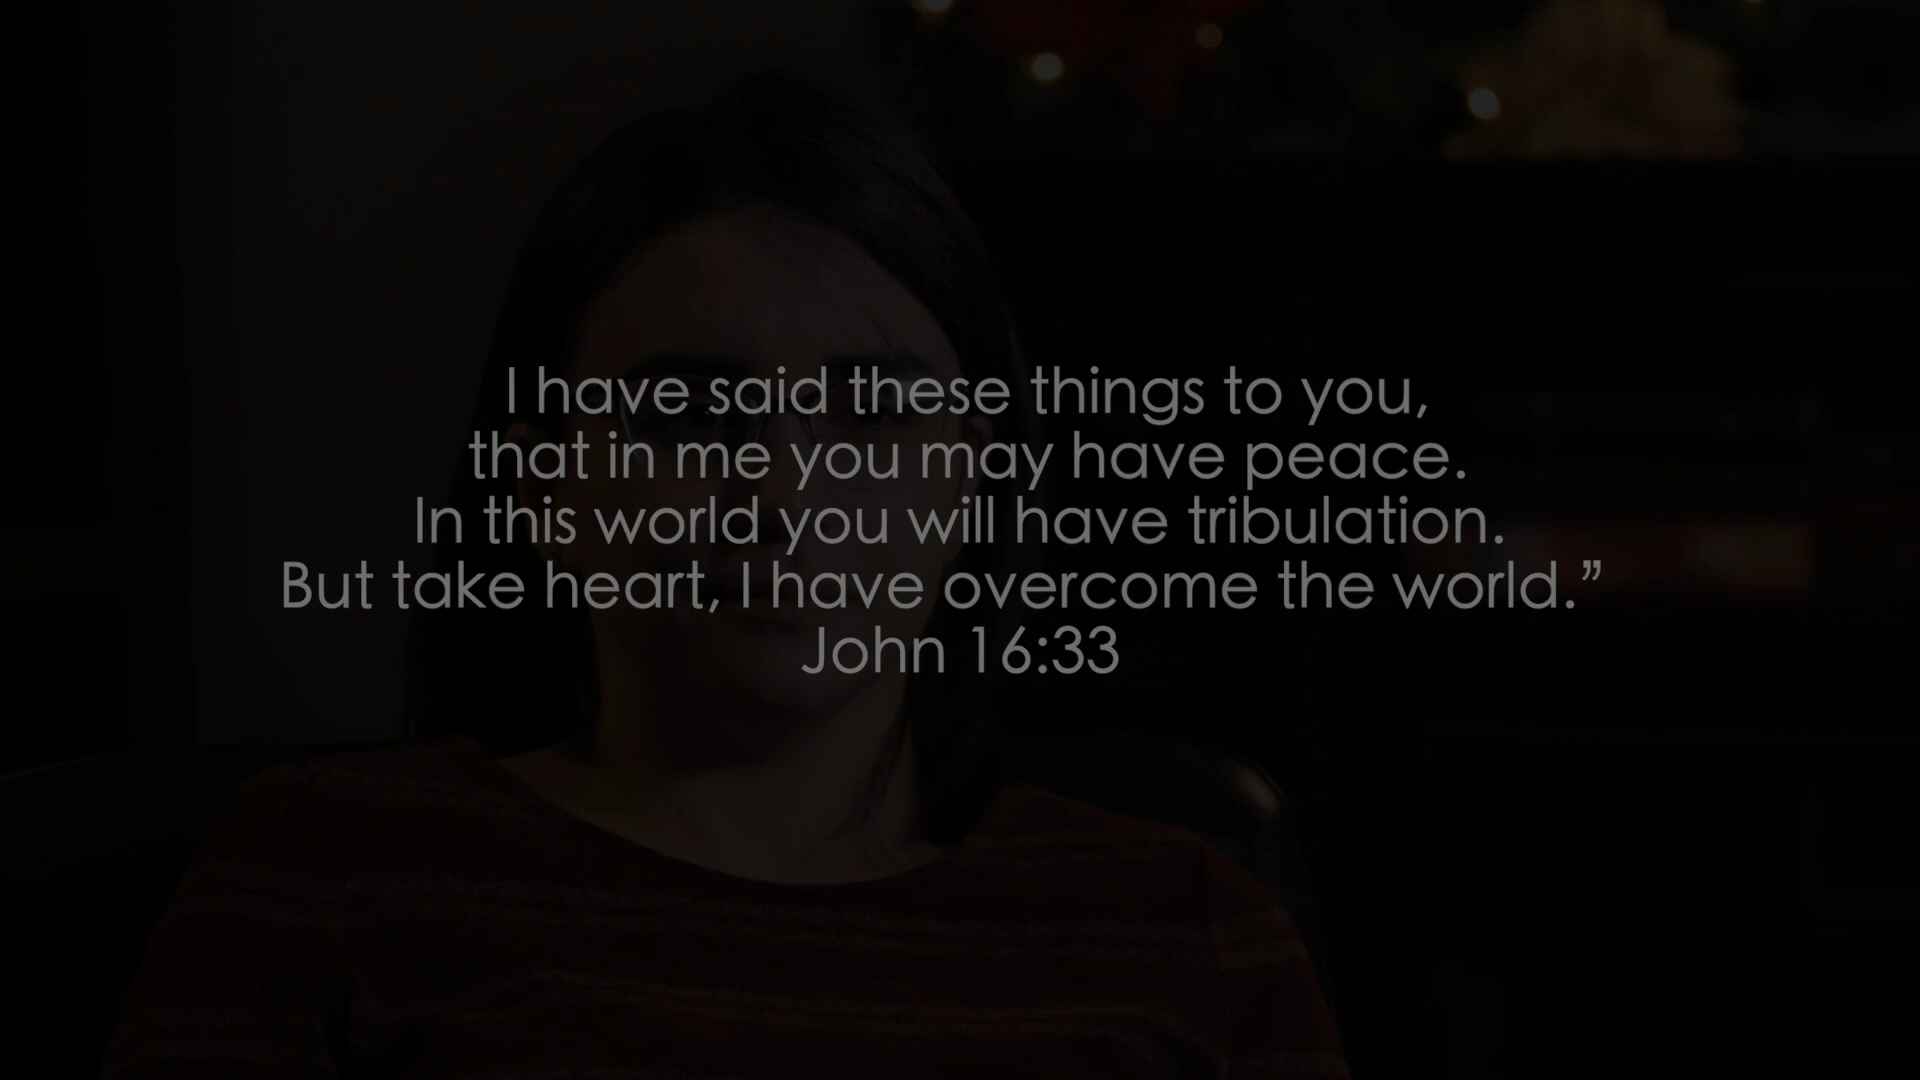 I have said these things to you,
that in me you may have peace.
In this world you will have tribulation.
But take heart, I have overcome the world.”
John 16:33